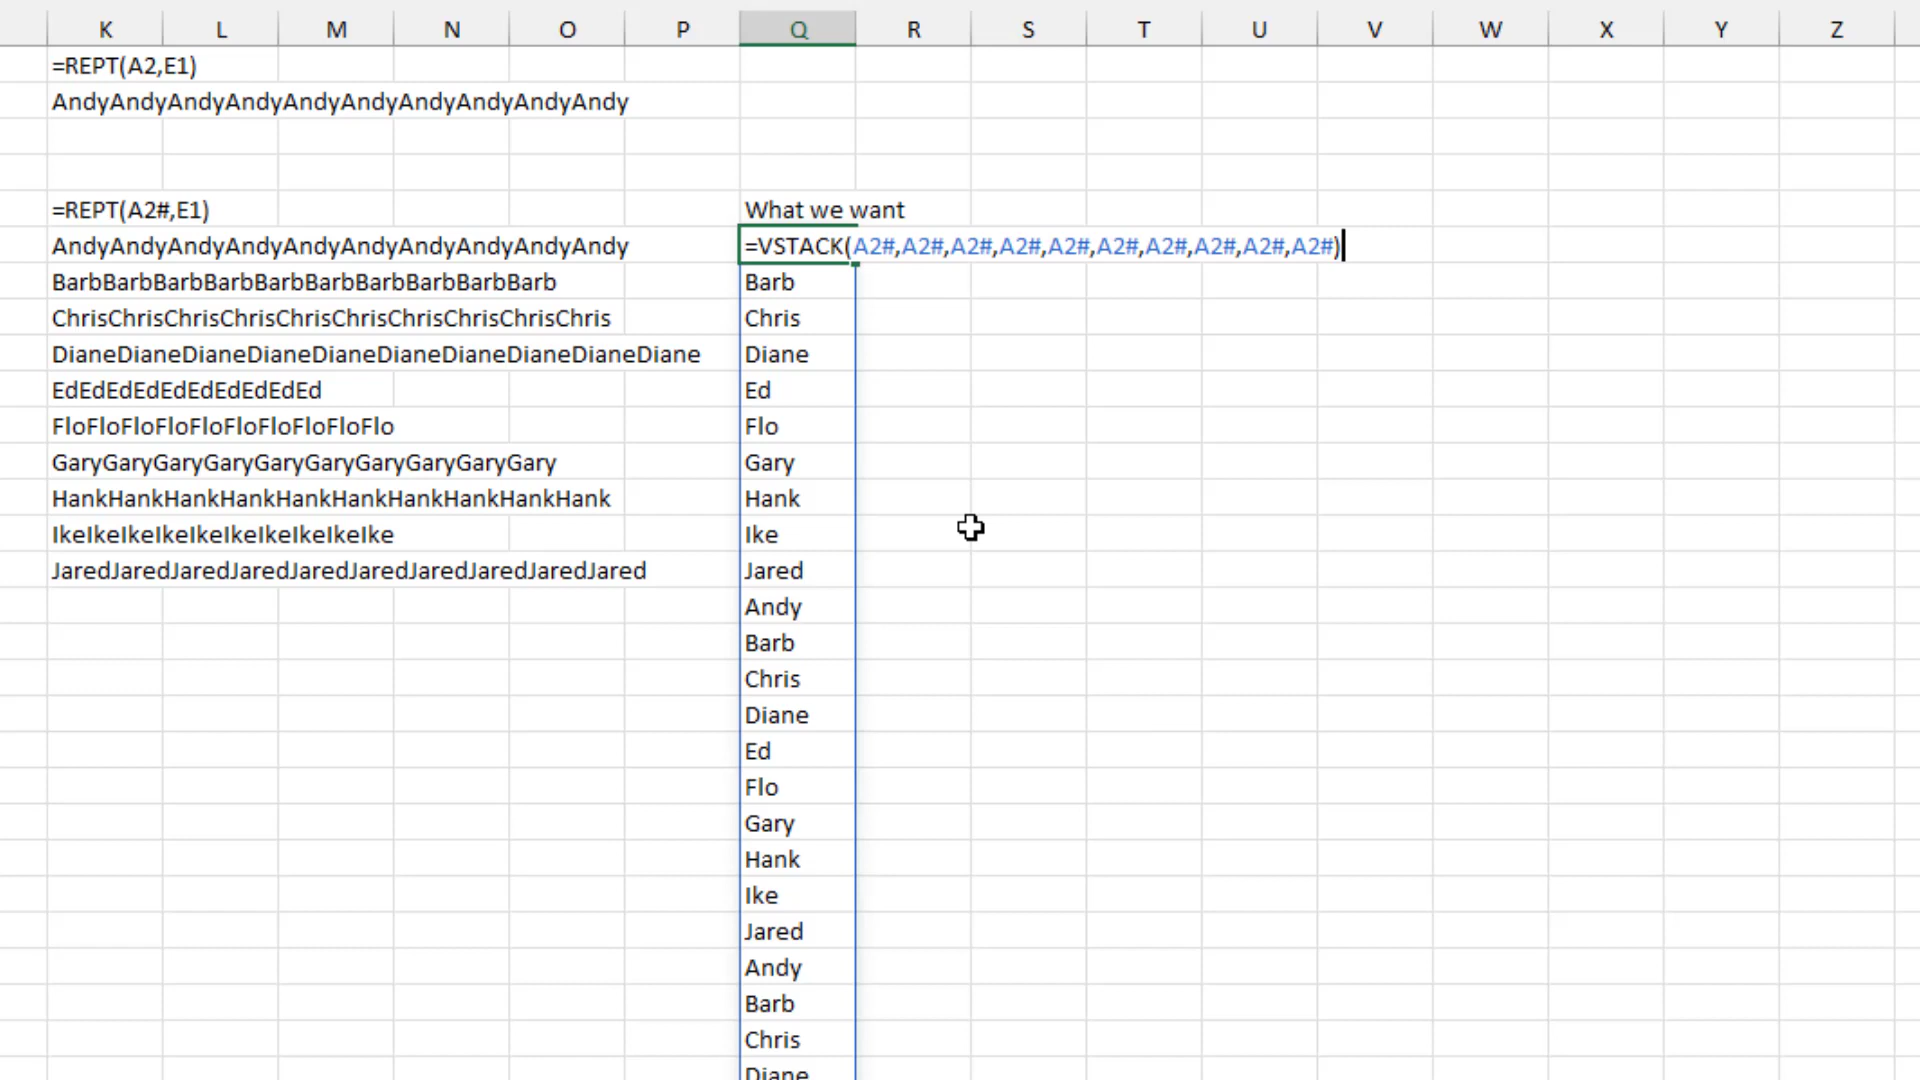 K L M N O P Q R S T U V W X Y Z
=REPT(A2,E1)
AndyAndyAndyAndyAndyAndyAndyAndyAndyAndy
=REPT(A2#,E1) What we want
AndyAndyAndyAndyAndyAndyAndyAndyAndyAndy =VSTACK(A2#,A2#,A2#,A2#,A2#,A2#,A2#,A2#,A2#,A2#)
BarbBarbBarbBarbBarbBarbBarbBarbBarbBarb Barb
ChrisChrisChrisChrisChrisChrisChrisChrisChrisChris Chris
DianeDianeDianeDianeDianeDianeDianeDianeDianeDiane Diane
EdEdEdEdEdEdEdEdEdEd Ed
FloFloFloFloFloFloFloFloFloFlo Flo
GaryGaryGaryGaryGaryGaryGaryGaryGaryGary Gary
HankHankHankHankHankHankHankHankHankHank Hank
IkeIkeIkeIkeIkeIkeIkeIkeIkeIke Ike
JaredJaredJaredJaredJaredJaredJaredJaredJaredJared Jared
Andy
Barb
Chris
Diane
Ed
Flo
Gary
Hank
Ike
Jared
Andy
Barb
Chris
Diane